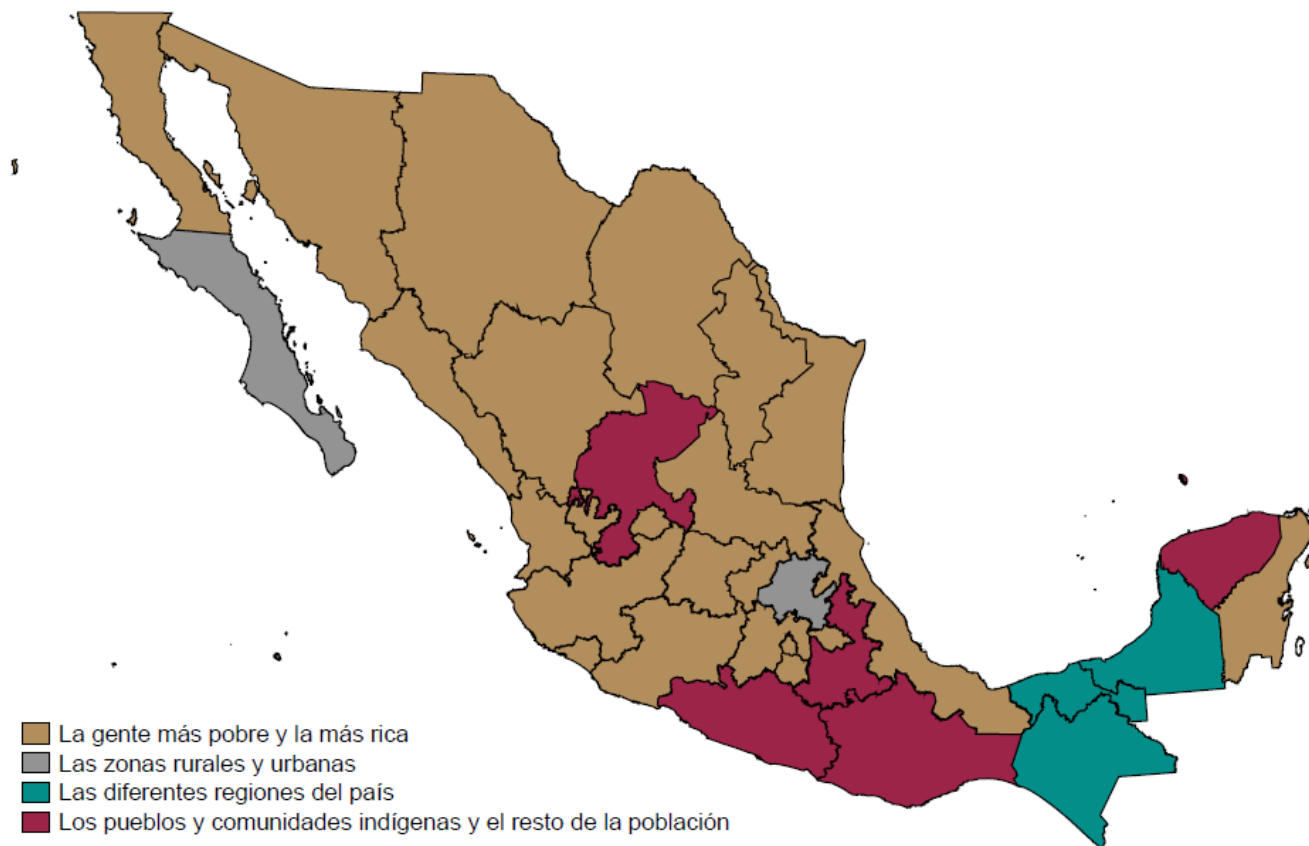 La gente más pobre y la más rica
Las zonas rurales y urbanas
Las diferentes regiones del país
Los pueblos y comunidades indígenas y el resto de la población